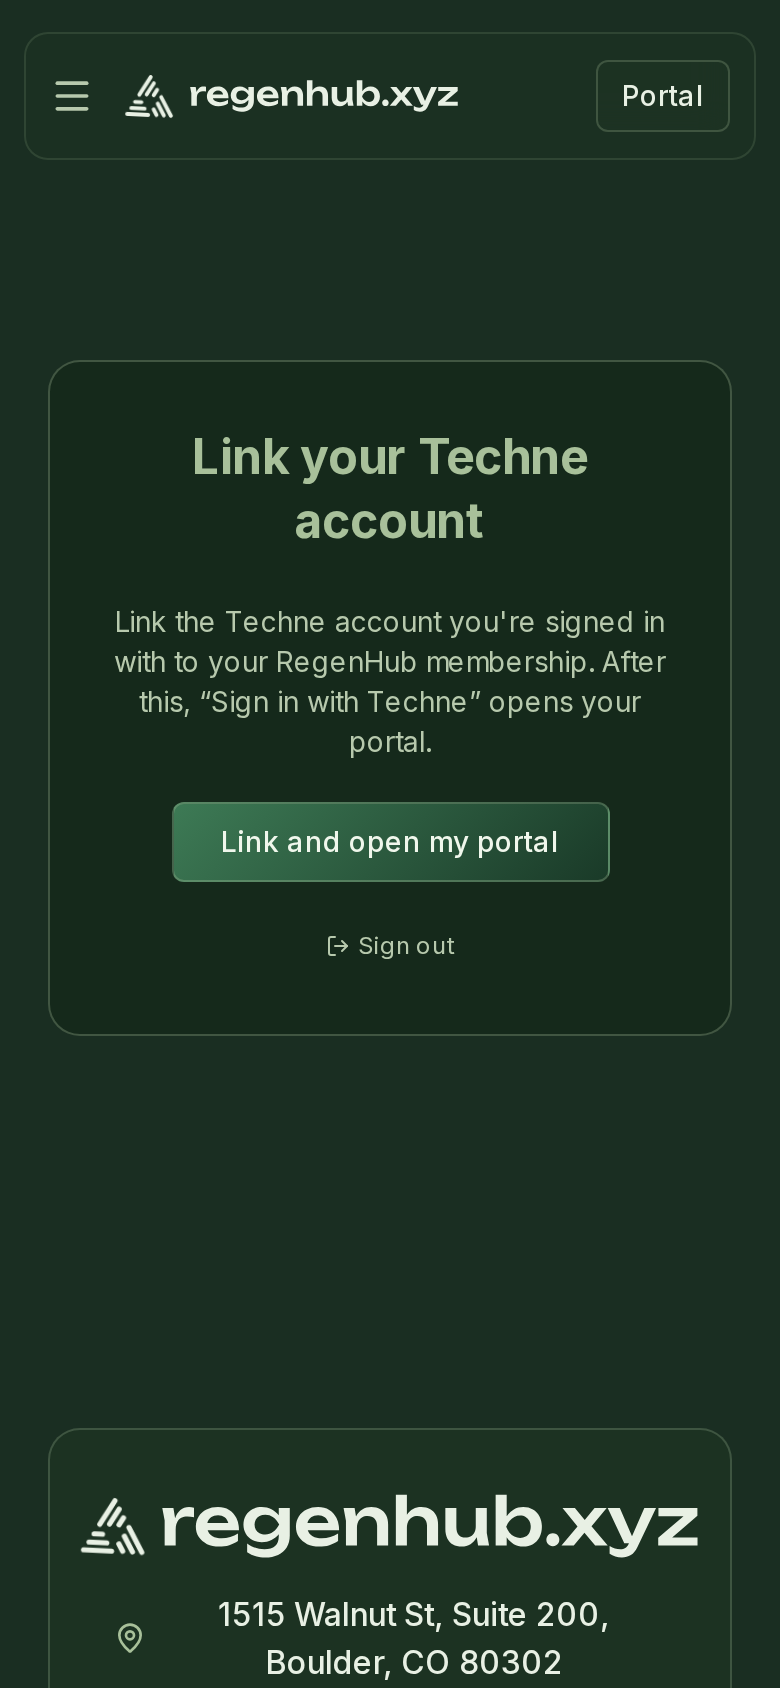 regenhub.xyz
Portal
Link your Techne
account
Link the Techne account you're signed in
with to your RegenHub membership. After
this, “Sign in with Techne” opens your
portal.
Link and open my portal
Sign out
regenhub.xyz
1515 Walnut St, Suite 200,
Boulder, CO 80302